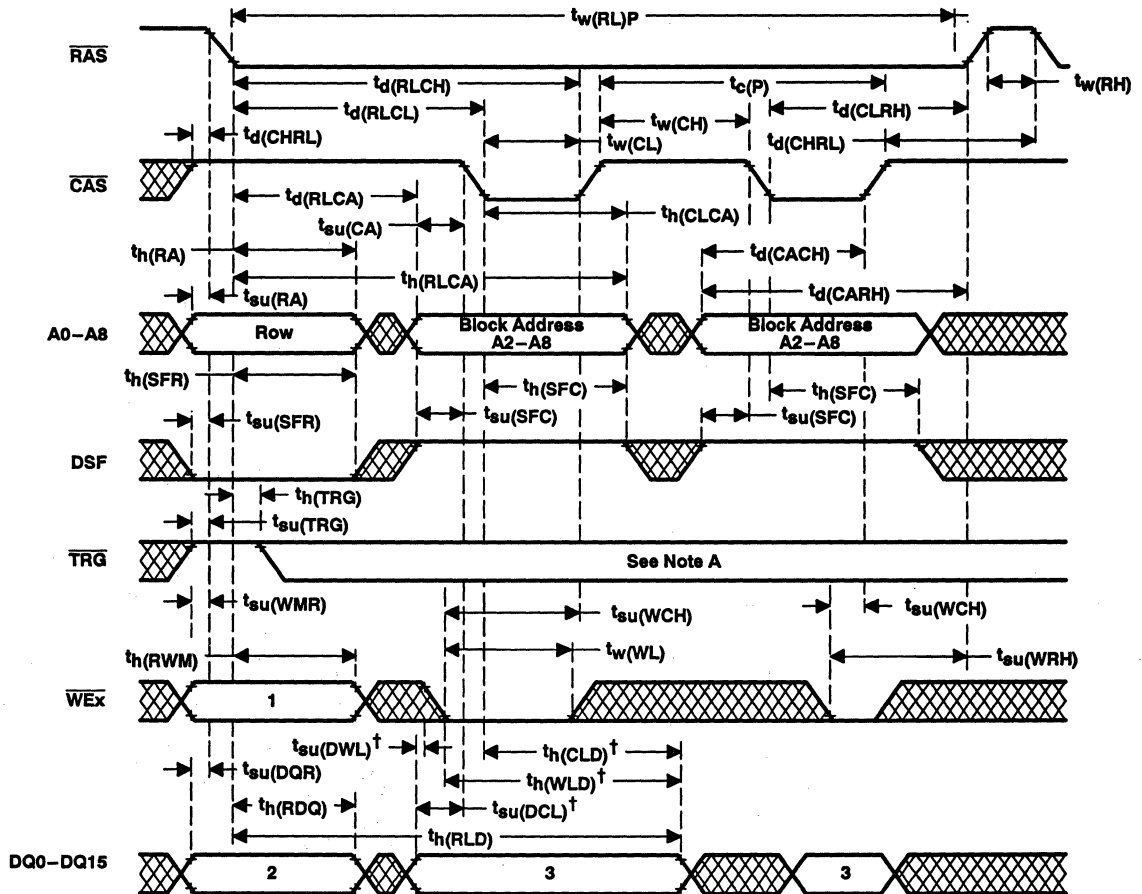 tw(RL)P
RAS
td(RLCH)
tc(P)
tw(RH)
td(RLCL)
tw(CH)
td(CLRH)
td(CHRL)
tw(CL)
td(CHRL)
CAS
td(RLCA)
th(CLCA)
tsu(CA)
th(RA)
td(CACH)
th(RLCA)
tsu(RA)
td(CARH)
A0–A8
Row
Block Address
A2–A8
Block Address
A2–A8
th(SFR)
th(SFC)
th(SFC)
tsu(SFR)
tsu(SFC)
tsu(SFC)
DSF
th(TRG)
tsu(TRG)
TRG
See Note A
tsu(WMR)
tsu(WCH)
tsu(WCH)
th(RWM)
tw(WL)
tsu(WRH)
WEx
1
tsu(DWL)†
th(CLD)†
tsu(DQR)
th(WLD)†
th(RDQ)
tsu(DCL)†
th(RLD)
DQ0–DQ15
2
3
3